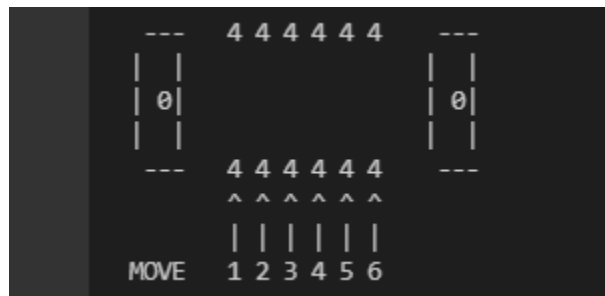 ---  4 4 4 4 4 4  ---
|  |               |  |
| 0|               | 0|
|  |               |  |
 ---  4 4 4 4 4 4  ---
      ^ ^ ^ ^ ^ ^
      | | | | | |
MOVE  1 2 3 4 5 6